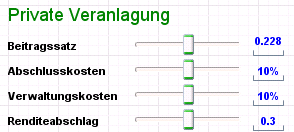 Private Veranlagung
Beitragssatz 0.228
Abschlusskosten 10%
Verwaltungskosten 10%
Renditeabschlag 0.3